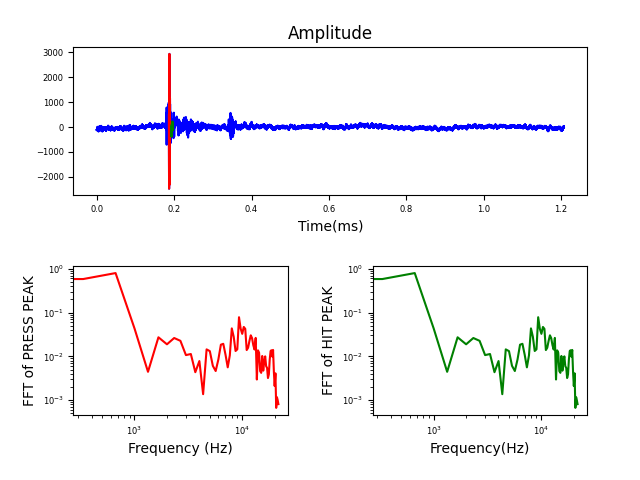 Amplitude
3000
2000
1000
0
−1000
−2000
0.0 0.2 0.4 0.6 0.8 1.0 1.2
Time(ms)
FFT of PRESS PEAK
10⁰
10⁻¹
10⁻²
10⁻³
10³ 10⁴
Frequency (Hz)
FFT of HIT PEAK
10⁰
10⁻¹
10⁻²
10⁻³
10³ 10⁴
Frequency(Hz)